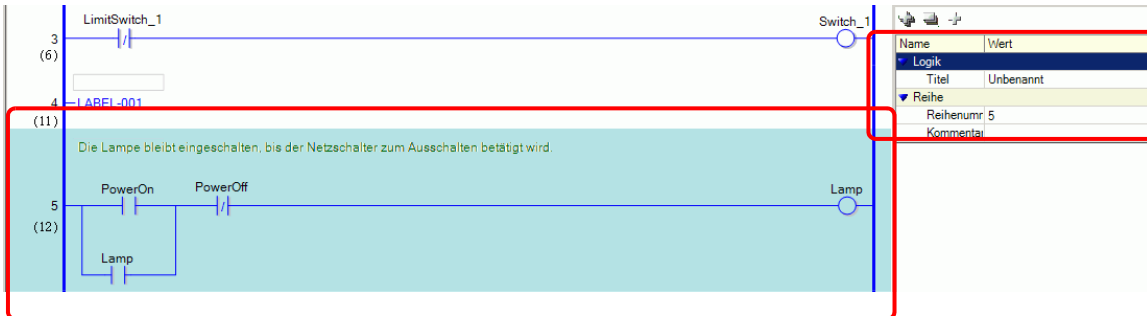 LimitSwitch_1
Switch_1
3
(6)
4 LABEL-001
(11)
Die Lampe bleibt eingeschalten, bis der Netzschalter zum Ausschalten betätigt wird.
PowerOn PowerOff Lamp
5
(12)
Lamp
Name Wert
Logik
Titel Unbenannt
Reihe
Reihenumr 5
Kommentai